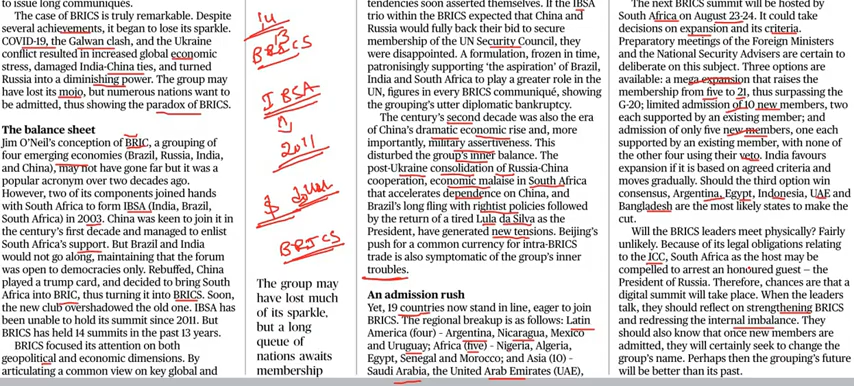 to issue long communiques.
The case of BRICS is truly remarkable. Despite
several achievements, it began to lose its sparkle.
COVID-19, the Galwan clash, and the Ukraine
conflict resulted in increased global economic
stress, damaged India-China ties, and turned
Russia into a diminishing power. The group may
have lost its mojo, but numerous nations want to
be admitted, thus showing the paradox of BRICS.
The balance sheet
Jim O'Neil's conception of BRIC, a grouping of
four emerging economies (Brazil, Russia, India,
and China), may not have gone far but it was a
popular acronym over two decades ago.
However, two of its components joined hands
with South Africa to form IBSA (India, Brazil,
South Africa) in 2003. China was keen to join it in
the century's first decade and managed to enlist
South Africa's support. But Brazil and India
would not go along, maintaining that the forum
was open to democracies only. Rebuffed, China
played a trump card, and decided to bring South
Africa into BRIC, thus turning it into BRICS. Soon,
the new club overshadowed the old one. IBSA has
been unable to hold its summit since 2011. But
BRICS has held 14 summits in the past 13 years.
BRICS focused its attention on both
geopolitical and economic dimensions. By
articulating a common view on key global and
BRICS
IBSA
2011
BRICS
The group may
have lost much
of its sparkle,
but a long
queue of
nations awaits
membership
tendencies soon asserted themselves. If the IBSA
trio within the BRICS expected that China and
Russia would fully back their bid to secure
membership of the UN Security Council, they
were disappointed. A formulation, frozen in time,
patronisingly supporting 'the aspiration' of Brazil,
India and South Africa to play a greater role in the
UN, figures in every BRICS communiqué, showing
the grouping's utter diplomatic bankruptcy.
The century's second decade was also the era
of China's dramatic economic rise and, more
importantly, military assertiveness. This
disturbed the group's inner balance. The
post-Ukraine consolidation of Russia-China
cooperation, economic malaise in South Africa
that accelerates dependence on China, and
Brazil's long fling with rightist policies followed
by the return of a tired Lula da Silva as the
President, have generated new tensions. Beijing's
push for a common currency for intra-BRICS
trade is also symptomatic of the group's inner
troubles.
An admission rush
Yet, 19 countries now stand in line, eager to join
BRICS. The regional breakup is as follows: Latin
America (four) - Argentina, Nicaragua, Mexico
and Uruguay; Africa (five) - Nigeria, Algeria,
Egypt, Senegal and Morocco; and Asia (10) -
Saudi Arabia, the United Arab Emirates (UAE),
The next BRICS summit will be hosted by
South Africa on August 23-24. It could take
decisions on expansion and its criteria.
Preparatory meetings of the Foreign Ministers
and the National Security Advisers are certain to
deliberate on this subject. Three options are
available: a mega expansion that raises the
membership from five to 21, thus surpassing the
G-20; limited admission of 10 new members, two
each supported by an existing member; and
admission of only five new members, one each
supported by an existing member, with none of
the other four using their veto. India favours
expansion if it is based on agreed criteria and
moves gradually. Should the third option win
consensus, Argentina, Egypt, Indonesia, UAE and
Bangladesh are the most likely states to make the
cut.
Will the BRICS leaders meet physically? Fairly
unlikely. Because of its legal obligations relating
to the ICC, South Africa as the host may be
compelled to arrest an honoured guest – the
President of Russia. Therefore, chances are that a
digital summit will take place. When the leaders
talk, they should reflect on strengthening BRICS
and redressing the internal imbalance. They
should also know that once new members are
admitted, they will certainly seek to change the
group's name. Perhaps then the grouping's future
will be better than its past.